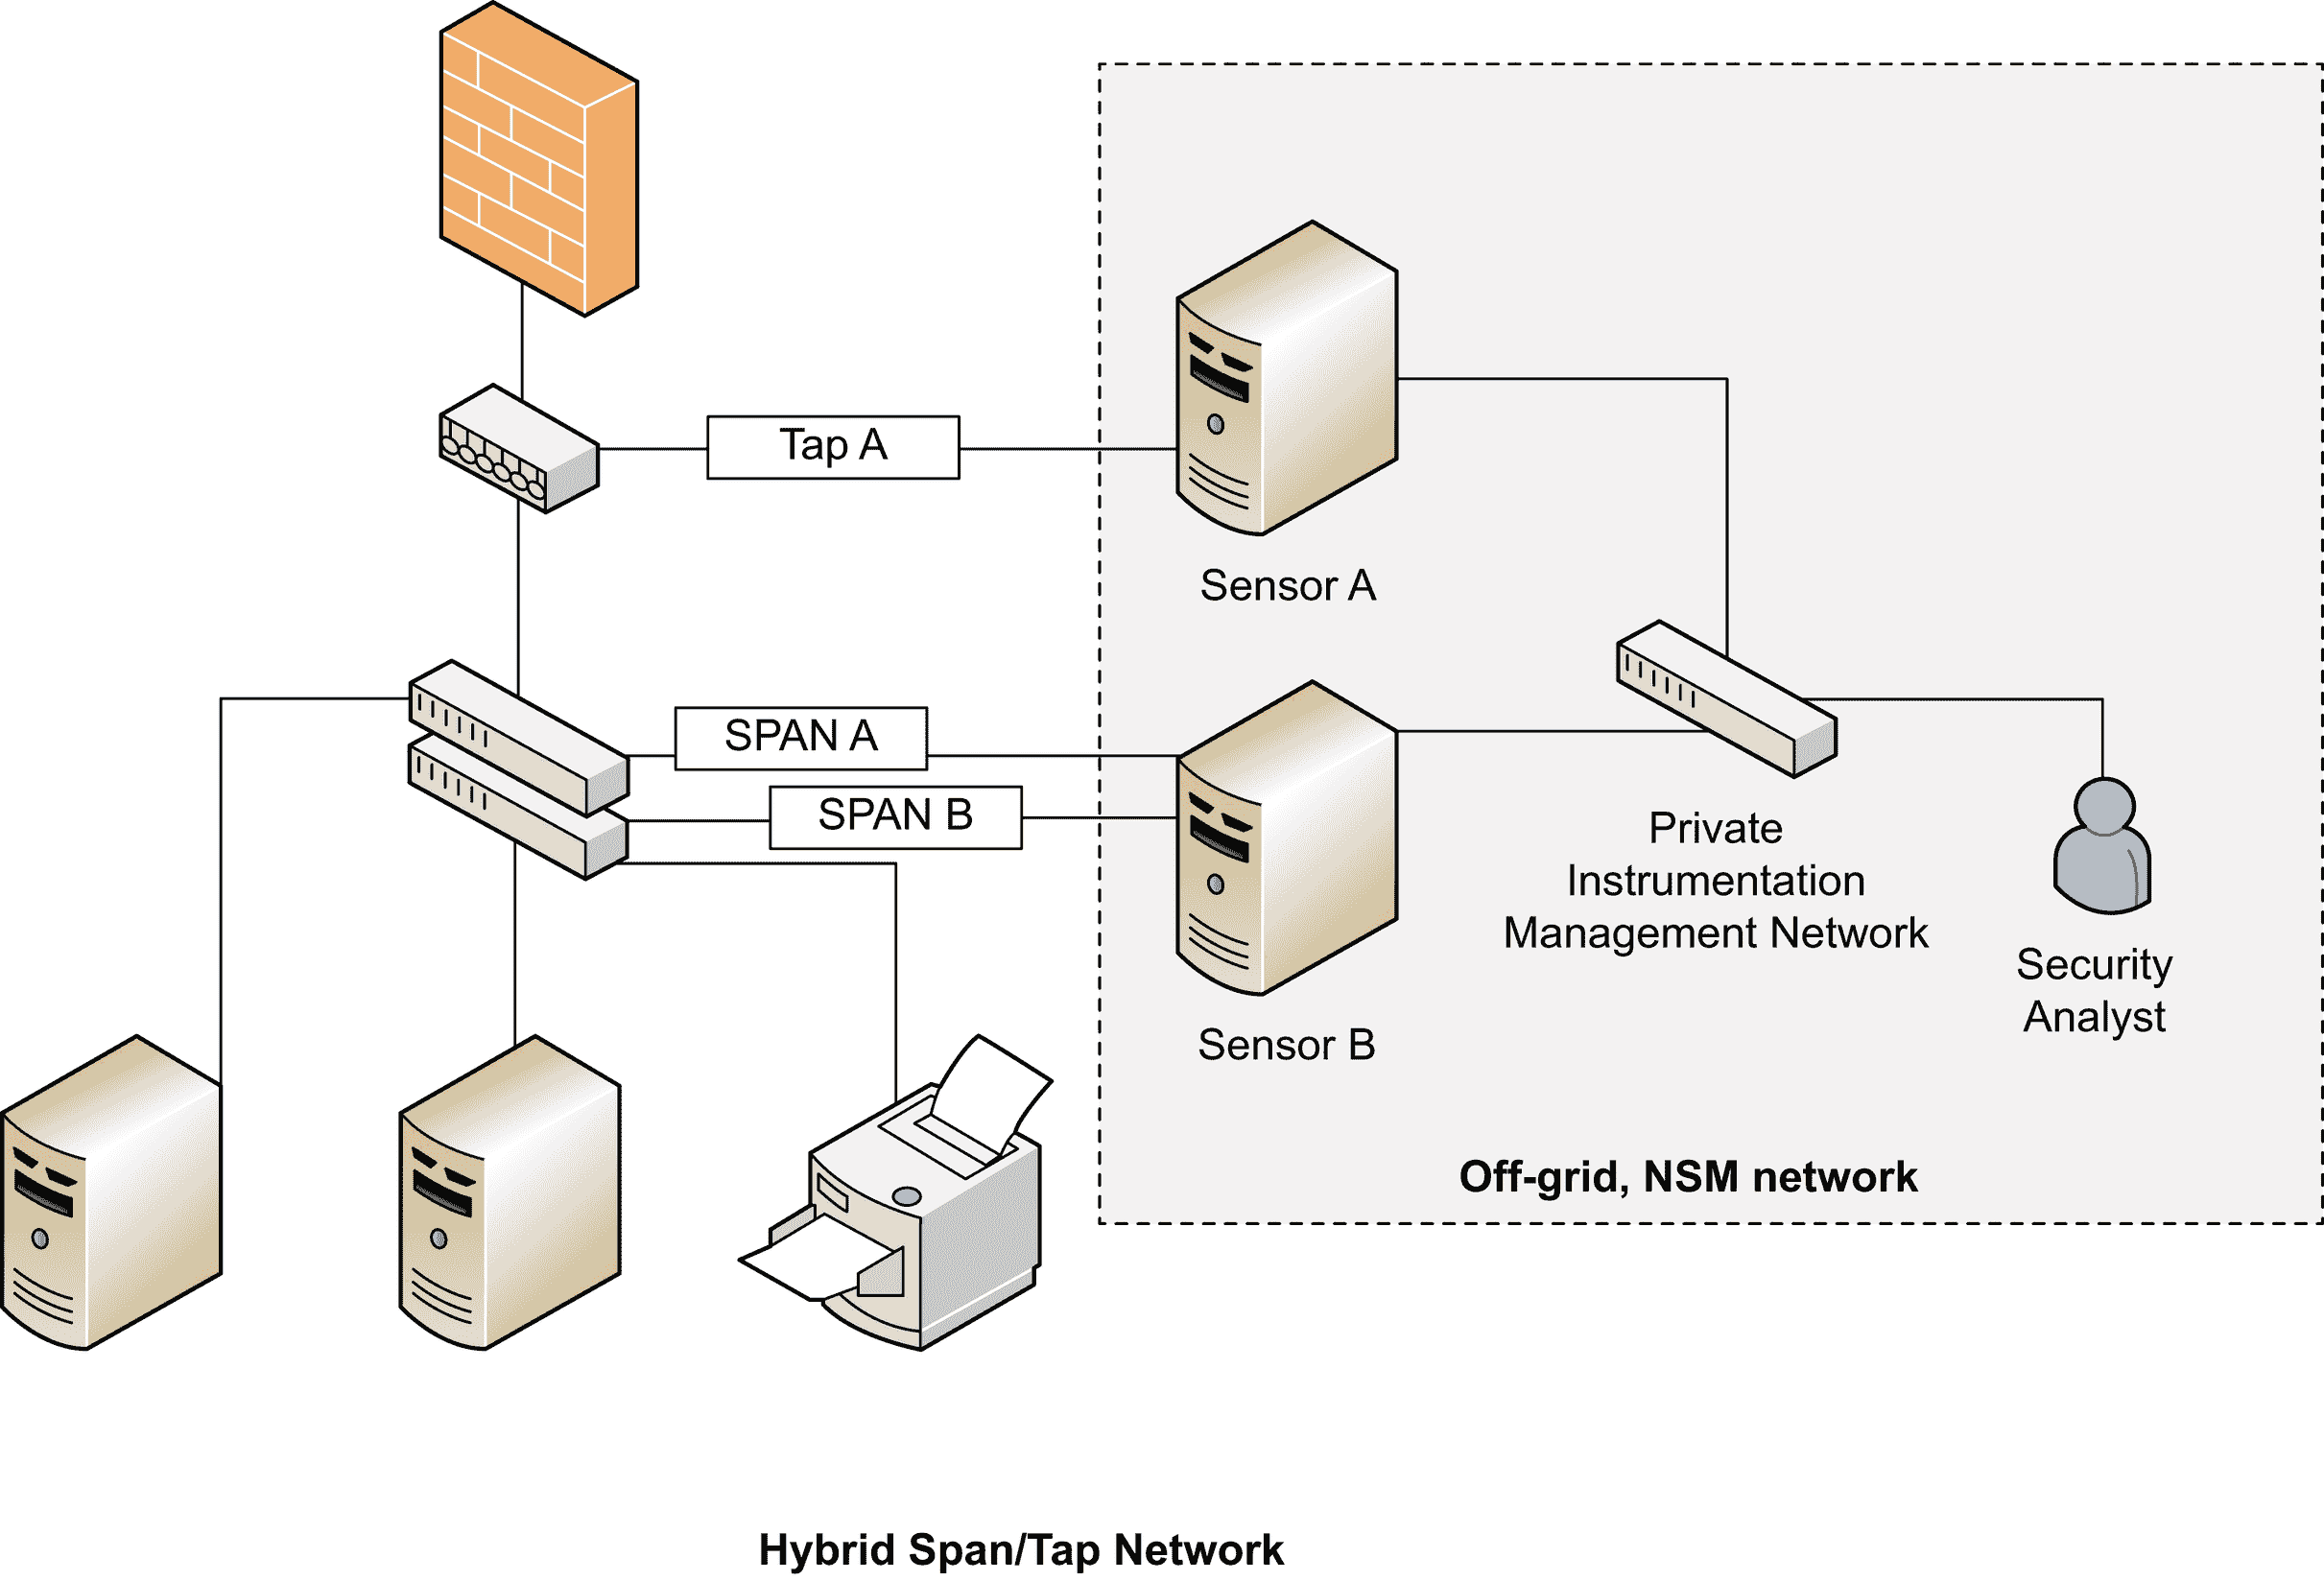 Tap A
Sensor A
SPAN A
SPAN B
Sensor B
Private
Instrumentation
Management Network
Security
Analyst
Off-grid, NSM network
Hybrid Span/Tap Network